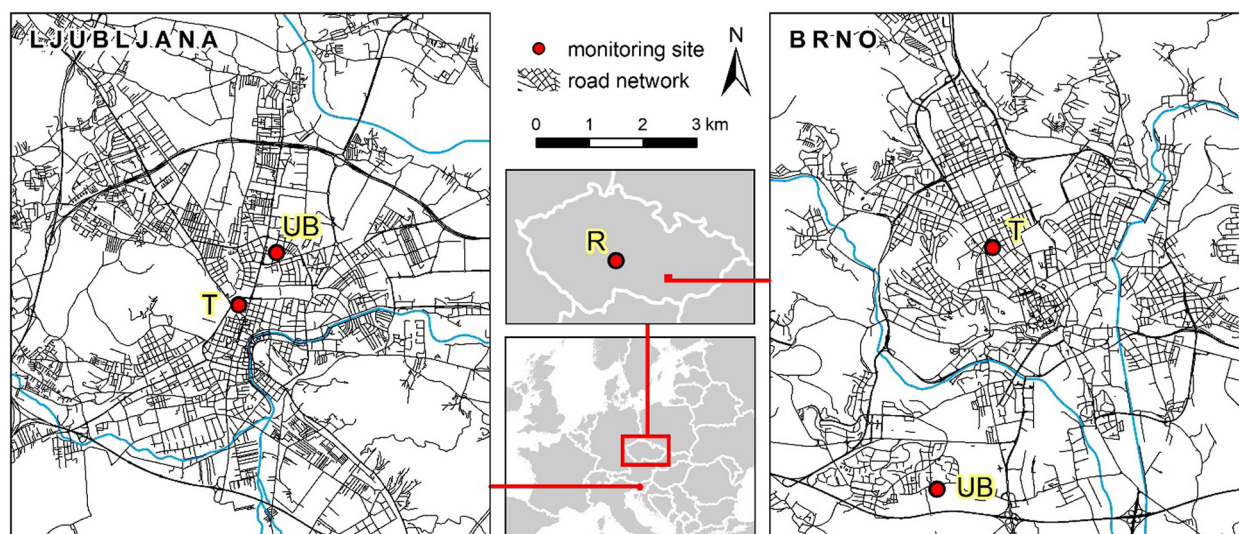 LJUBLJANA
UB
T
monitoring site
road network
N
0 1 2 3 km
R
BRNO
T
UB